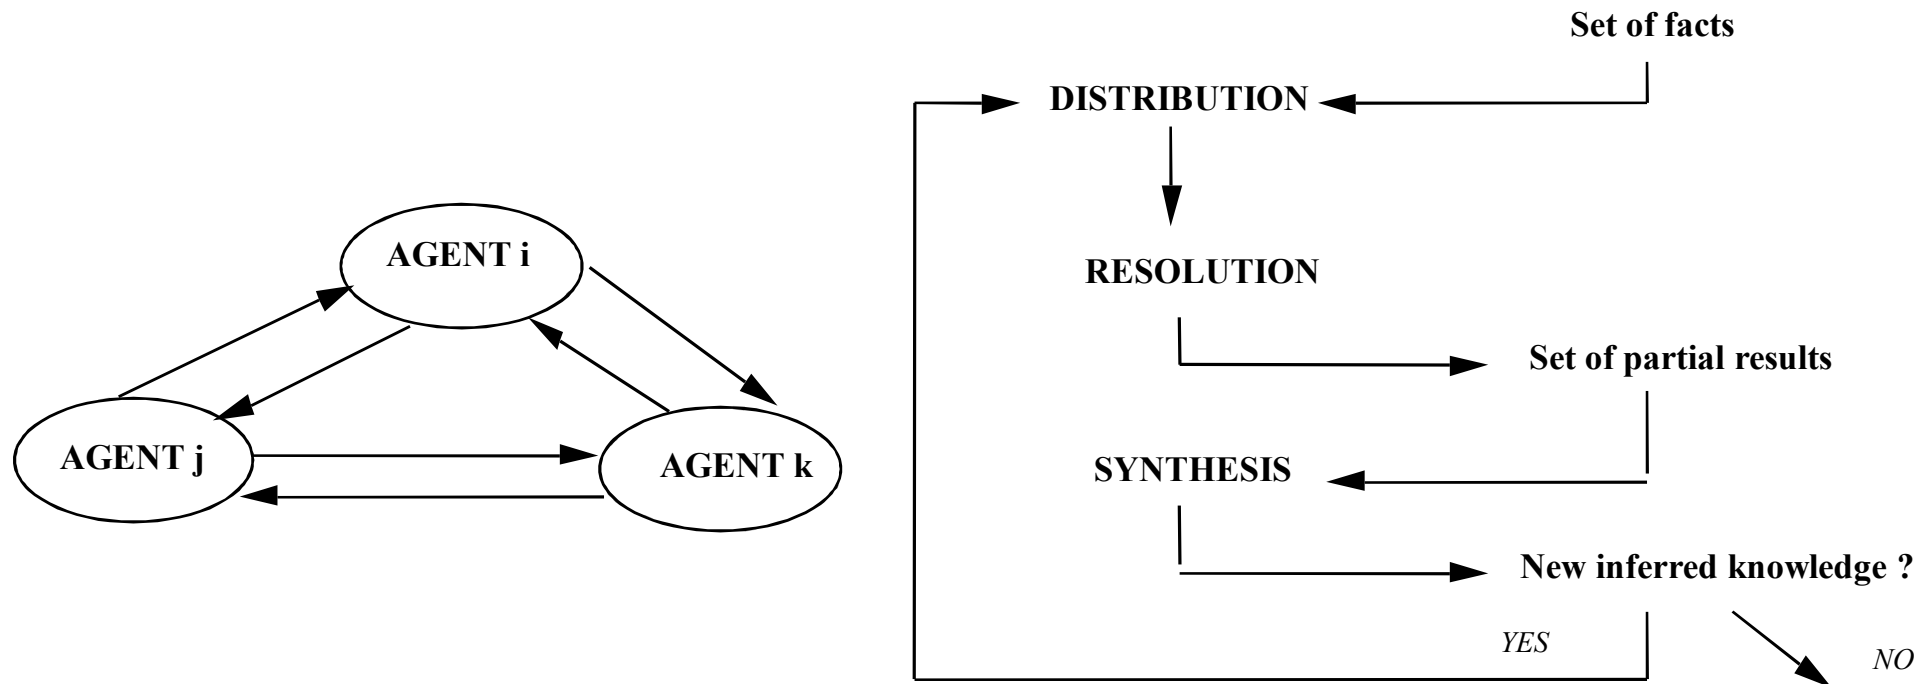 Set of facts
DISTRIBUTION
AGENT i
RESOLUTION
Set of partial results
AGENT j
AGENT k
SYNTHESIS
New inferred knowledge ?
YES
NO